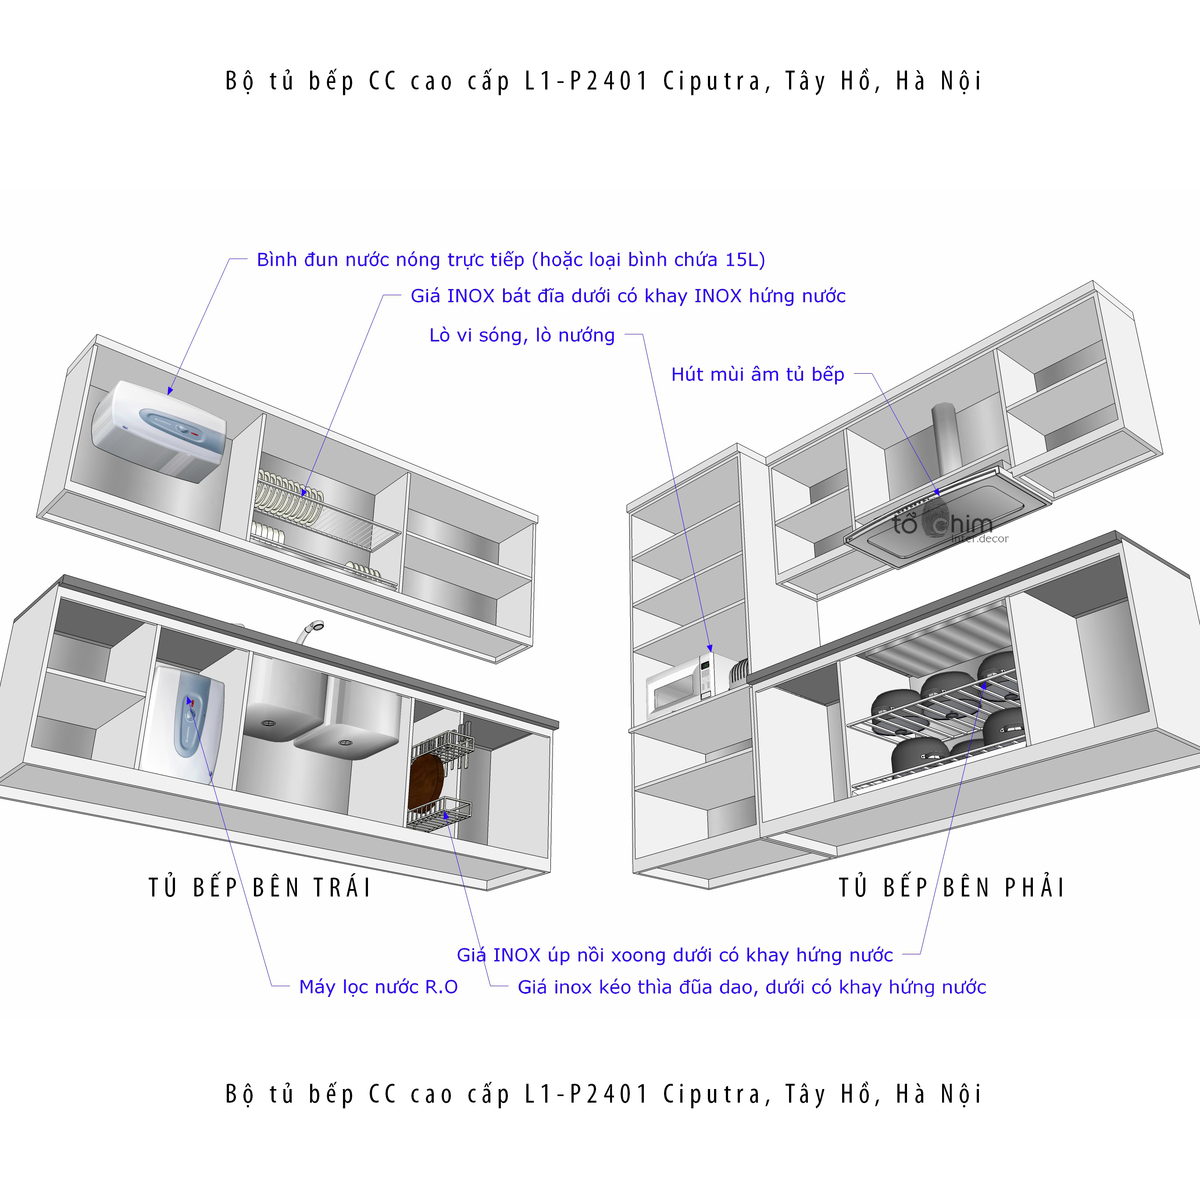 Bộ tủ bếp CC cao cấp L1-P2401 Ciputra, Tây Hồ, Hà Nội
Bình đun nước nóng trực tiếp (hoặc loại bình chứa 15L)
Giá INOX bát đĩa dưới có khay INOX hứng nước
Lò vi sóng, lò nướng
Hút mùi âm tủ bếp
tổ chim
inter.decor
TỦ BẾP BÊN TRÁI
TỦ BẾP BÊN PHẢI
Giá INOX úp nồi xoong dưới có khay hứng nước
Máy lọc nước R.O
Giá inox kéo thìa đũa dao, dưới có khay hứng nước
Bộ tủ bếp CC cao cấp L1-P2401 Ciputra, Tây Hồ, Hà Nội